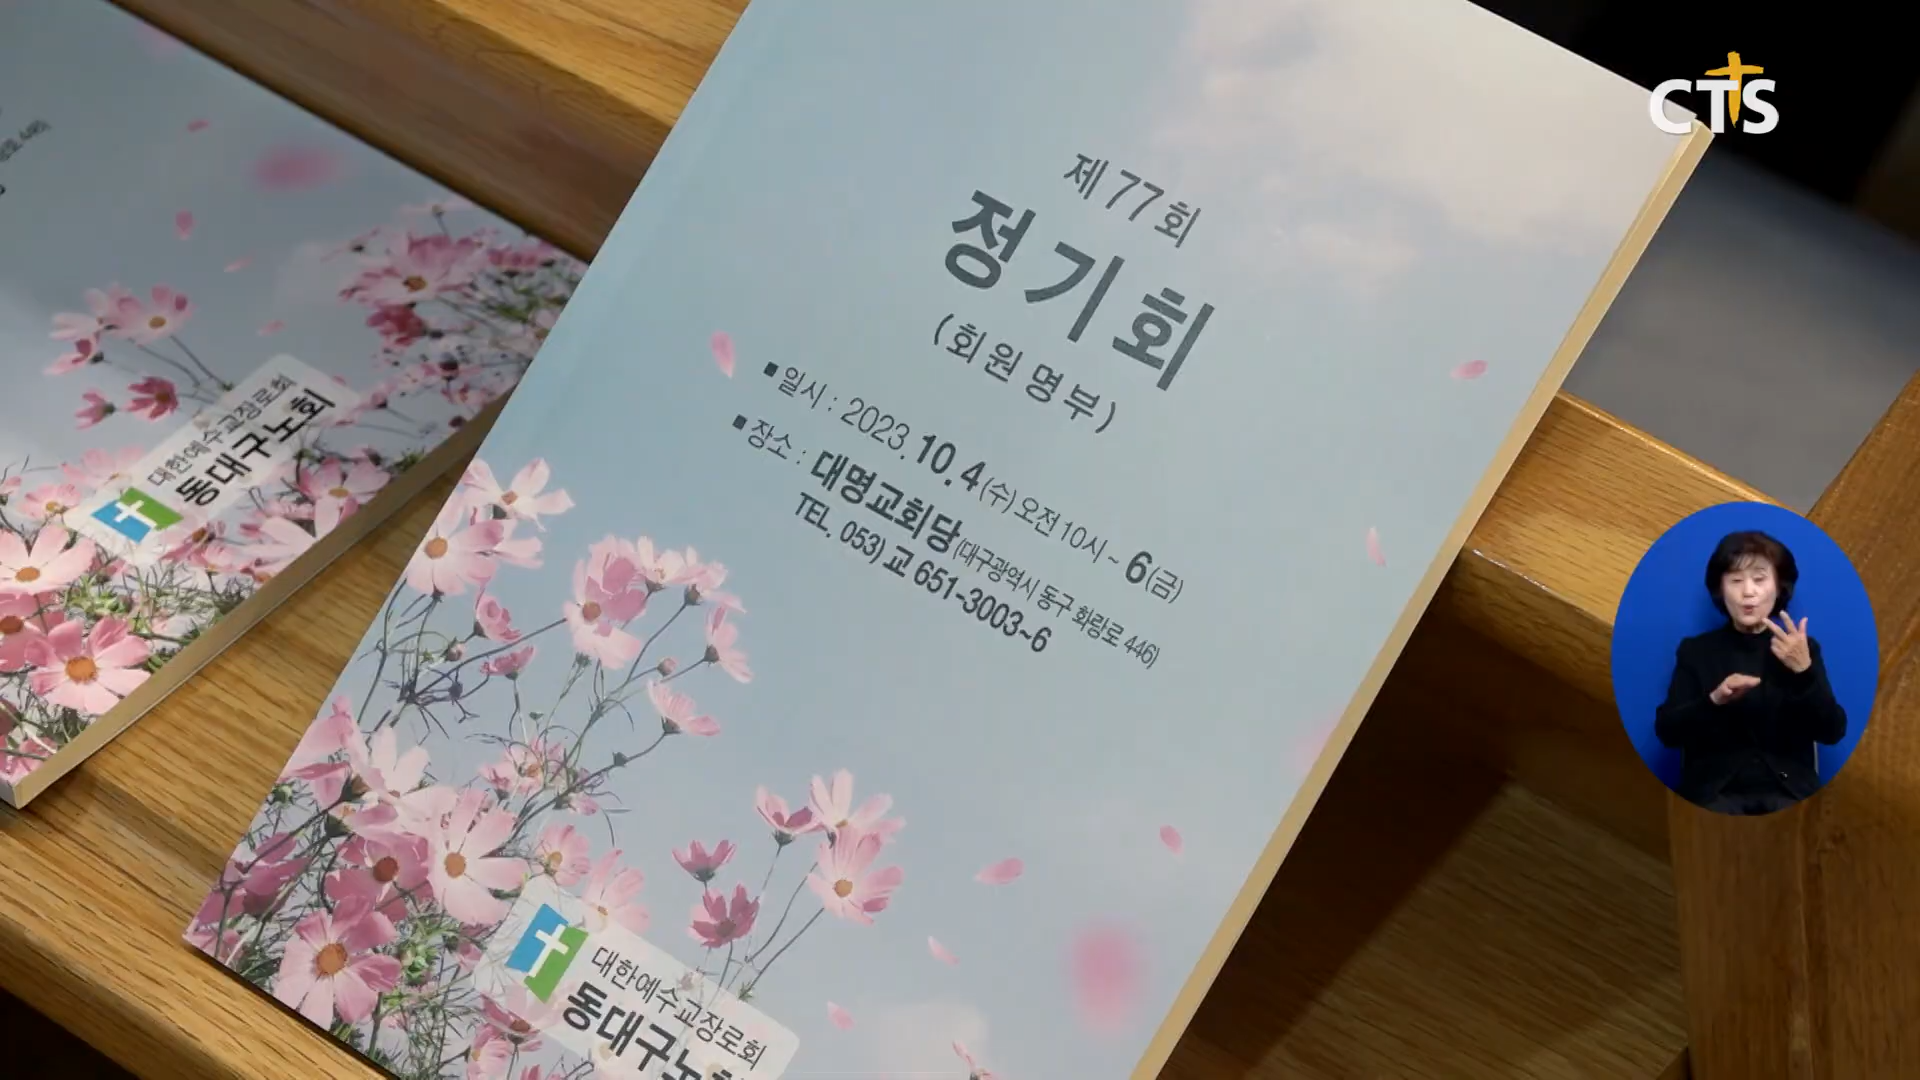 CTS
제 77 회
정기회
(회원명부)
▪ 일시 : 2023. 10. 4 (수) 오전 10시 ~ 6(금)
▪ 장소 : 대명교회당 (대구광역시 동구 화랑로 446)
TEL. 053) 교 651-3003~6
대한예수교장로회
동대구노회
대한예수교장로회
동대구노